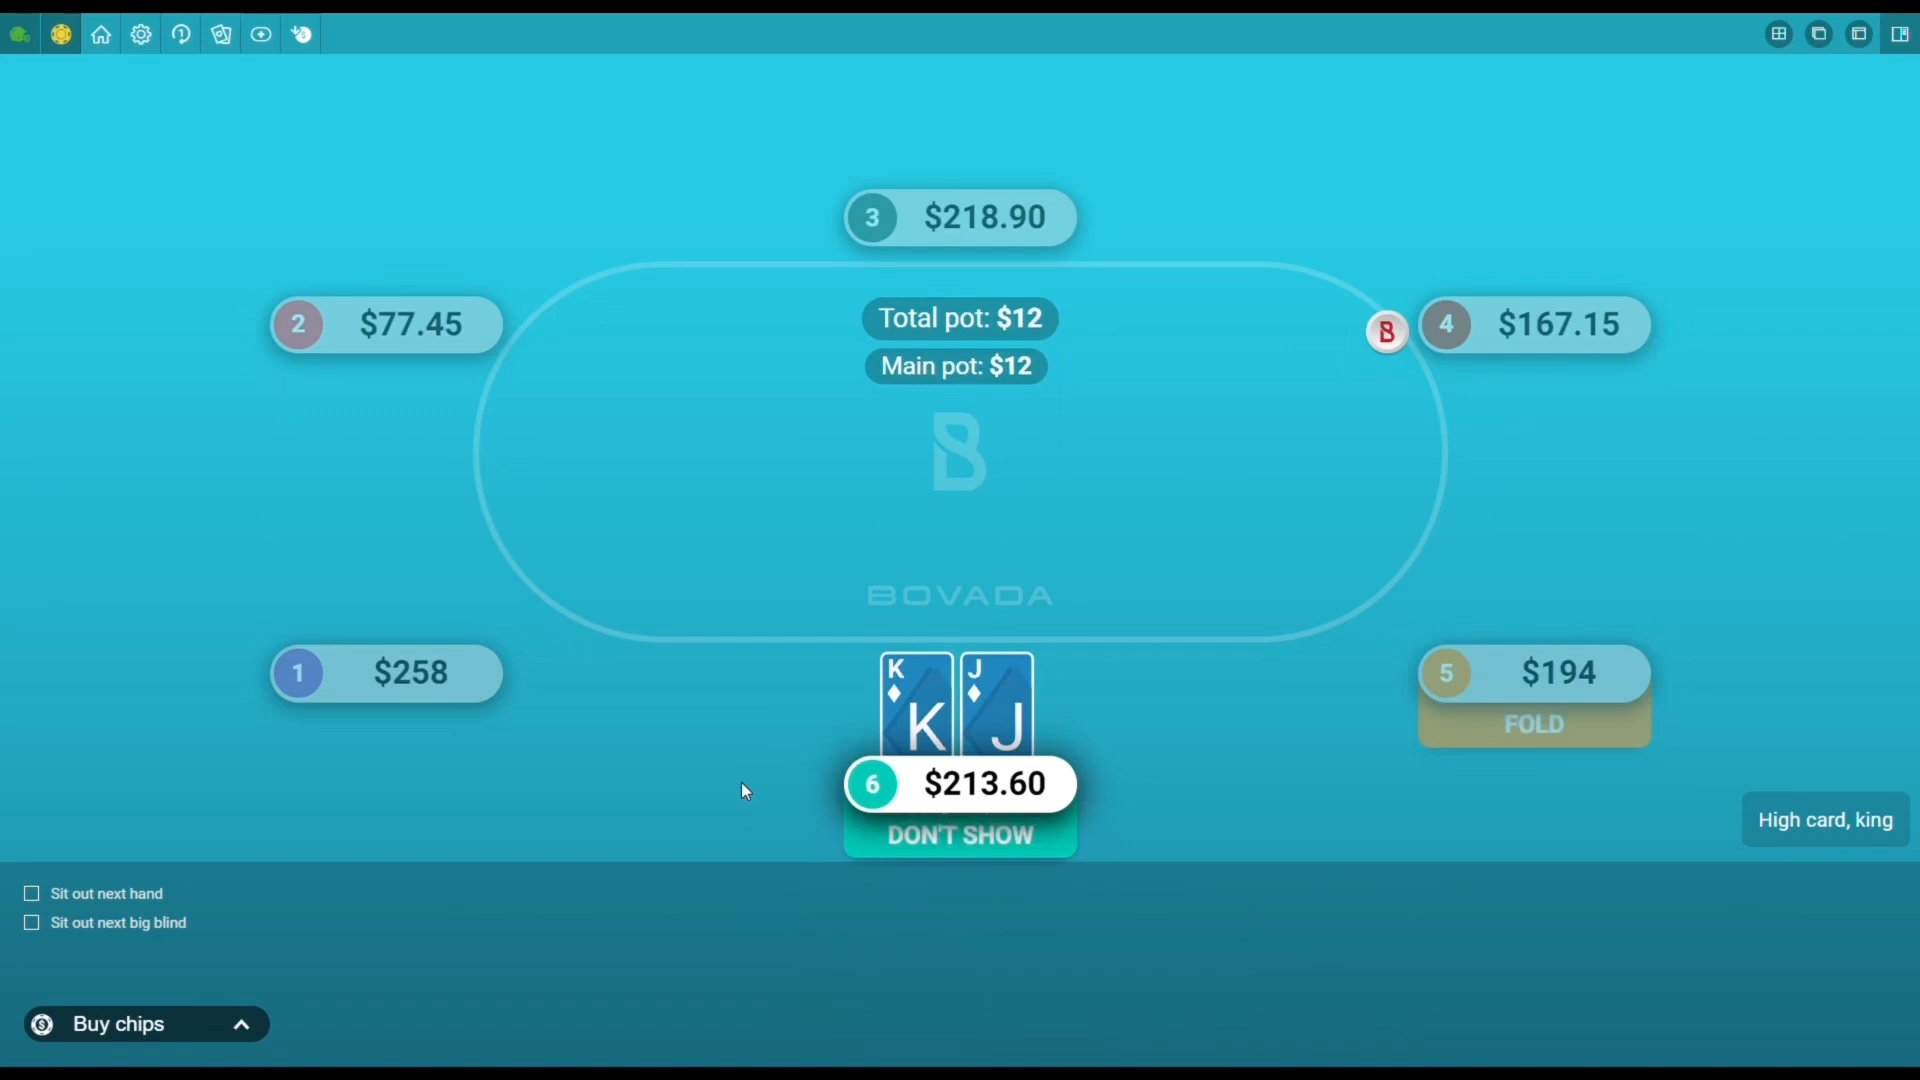 3 $218.90
2 $77.45
Total pot: $12
B
4 $167.15
Main pot: $12
B
BOVADA
1 $258
K J
K J
5 $194
FOLD
6 $213.60
DON'T SHOW
High card, king
Sit out next hand
Sit out next big blind
$ Buy chips